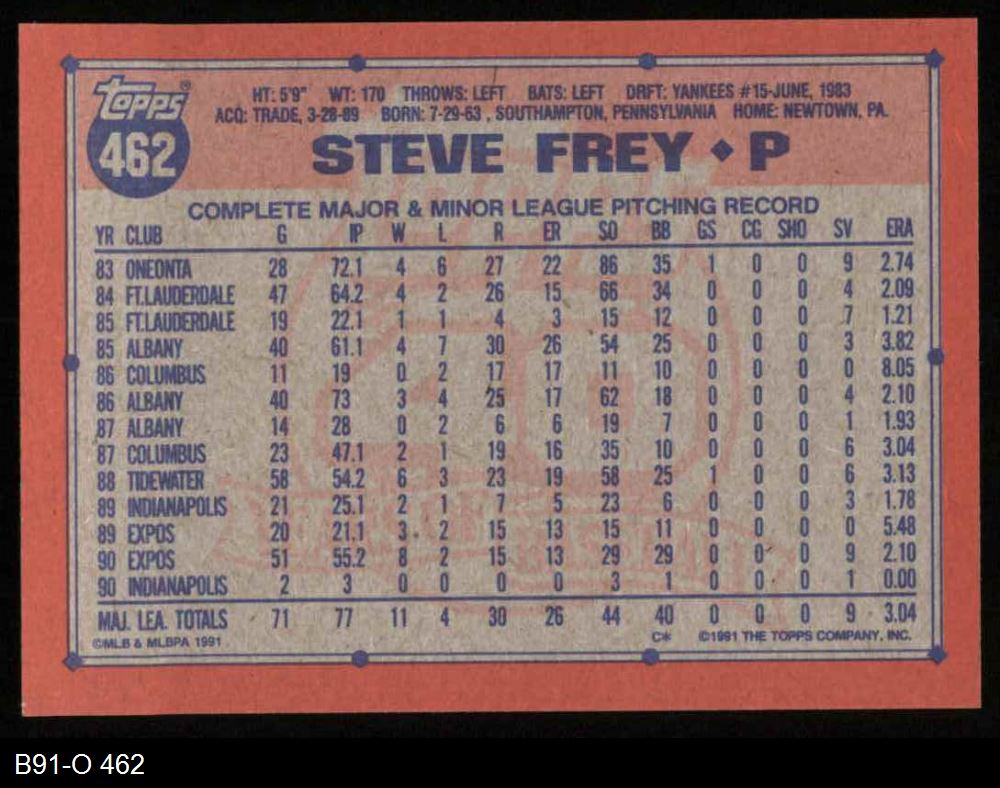 topps®
462
HT: 5'9" WT: 170 THROWS: LEFT BATS: LEFT DRFT: YANKEES #15-JUNE, 1983
ACQ: TRADE, 3-28-89 BORN: 7-29-63, SOUTHAMPTON, PENNSYLVANIA HOME: NEWTOWN, PA.
STEVE FREY ◆ P
COMPLETE MAJOR & MINOR LEAGUE PITCHING RECORD
YR CLUB G IP W L R ER SO BB GS CG SHO SV ERA
83 ONEONTA 28 72.1 4 6 27 22 86 35 1 0 0 9 2.74
84 FT.LAUDERDALE 47 64.2 4 2 26 15 66 34 0 0 0 4 2.09
85 FT.LAUDERDALE 19 22.1 1 1 4 3 15 12 0 0 0 7 1.21
85 ALBANY 40 61.1 4 7 30 26 54 25 0 0 0 3 3.82
86 COLUMBUS 11 19 0 2 17 17 11 10 0 0 0 0 8.05
86 ALBANY 40 73 3 4 25 17 62 18 0 0 0 4 2.10
87 ALBANY 14 28 0 2 6 6 19 7 0 0 0 1 1.93
87 COLUMBUS 23 47.1 2 1 19 16 35 10 0 0 0 6 3.04
88 TIDEWATER 58 54.2 6 3 23 19 58 25 1 0 0 6 3.13
89 INDIANAPOLIS 21 25.1 2 1 7 5 23 6 0 0 0 3 1.78
89 EXPOS 20 21.1 3 2 15 13 15 11 0 0 0 0 5.48
90 EXPOS 51 55.2 8 2 15 13 29 29 0 0 0 9 2.10
90 INDIANAPOLIS 2 3 0 0 0 0 3 1 0 0 0 1 0.00
MAJ. LEA. TOTALS 71 77 11 4 30 26 44 40 0 0 0 9 3.04
©MLB & MLBPA 1991 C* ©1991 THE TOPPS COMPANY, INC.
B91-O 462